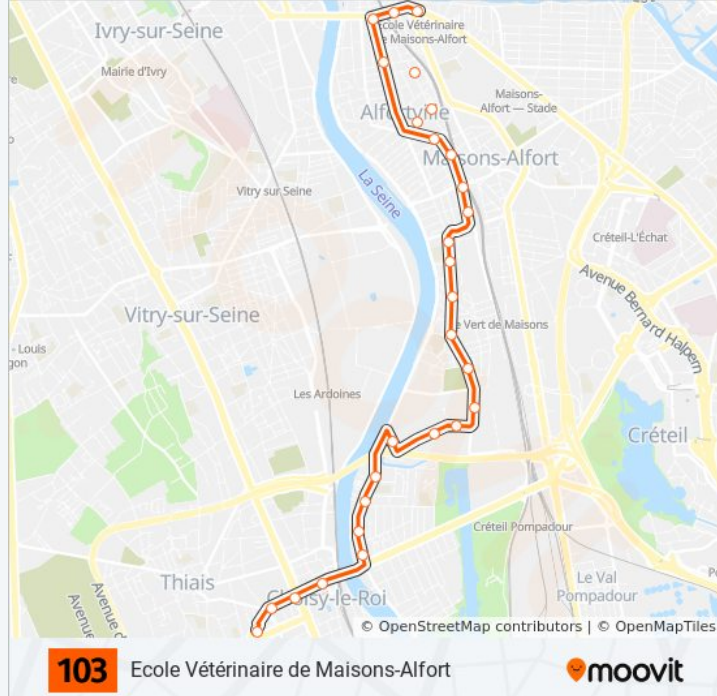 Ivry-sur-Seine
Ecole Vétérinaire
de Maisons-Alfort
Mairie d'Ivry
Maisons-
Alfort — Stade
Alfortville
Maisons-Alfort
La Seine
Vitry sur Seine
Créteil-L'Échat
Avenue Bernard Halpern
Vitry-sur-Seine
Le Vert de Maisons
- Louis
gon
Les Ardoines
Créteil
Créteil Pompadour
Thiais
Le Val
Pompadour
Choisy-le-Roi
Avenue d
Avenue
© OpenStreetMap contributors | © OpenMapTiles
103 Ecole Vétérinaire de Maisons-Alfort moovit